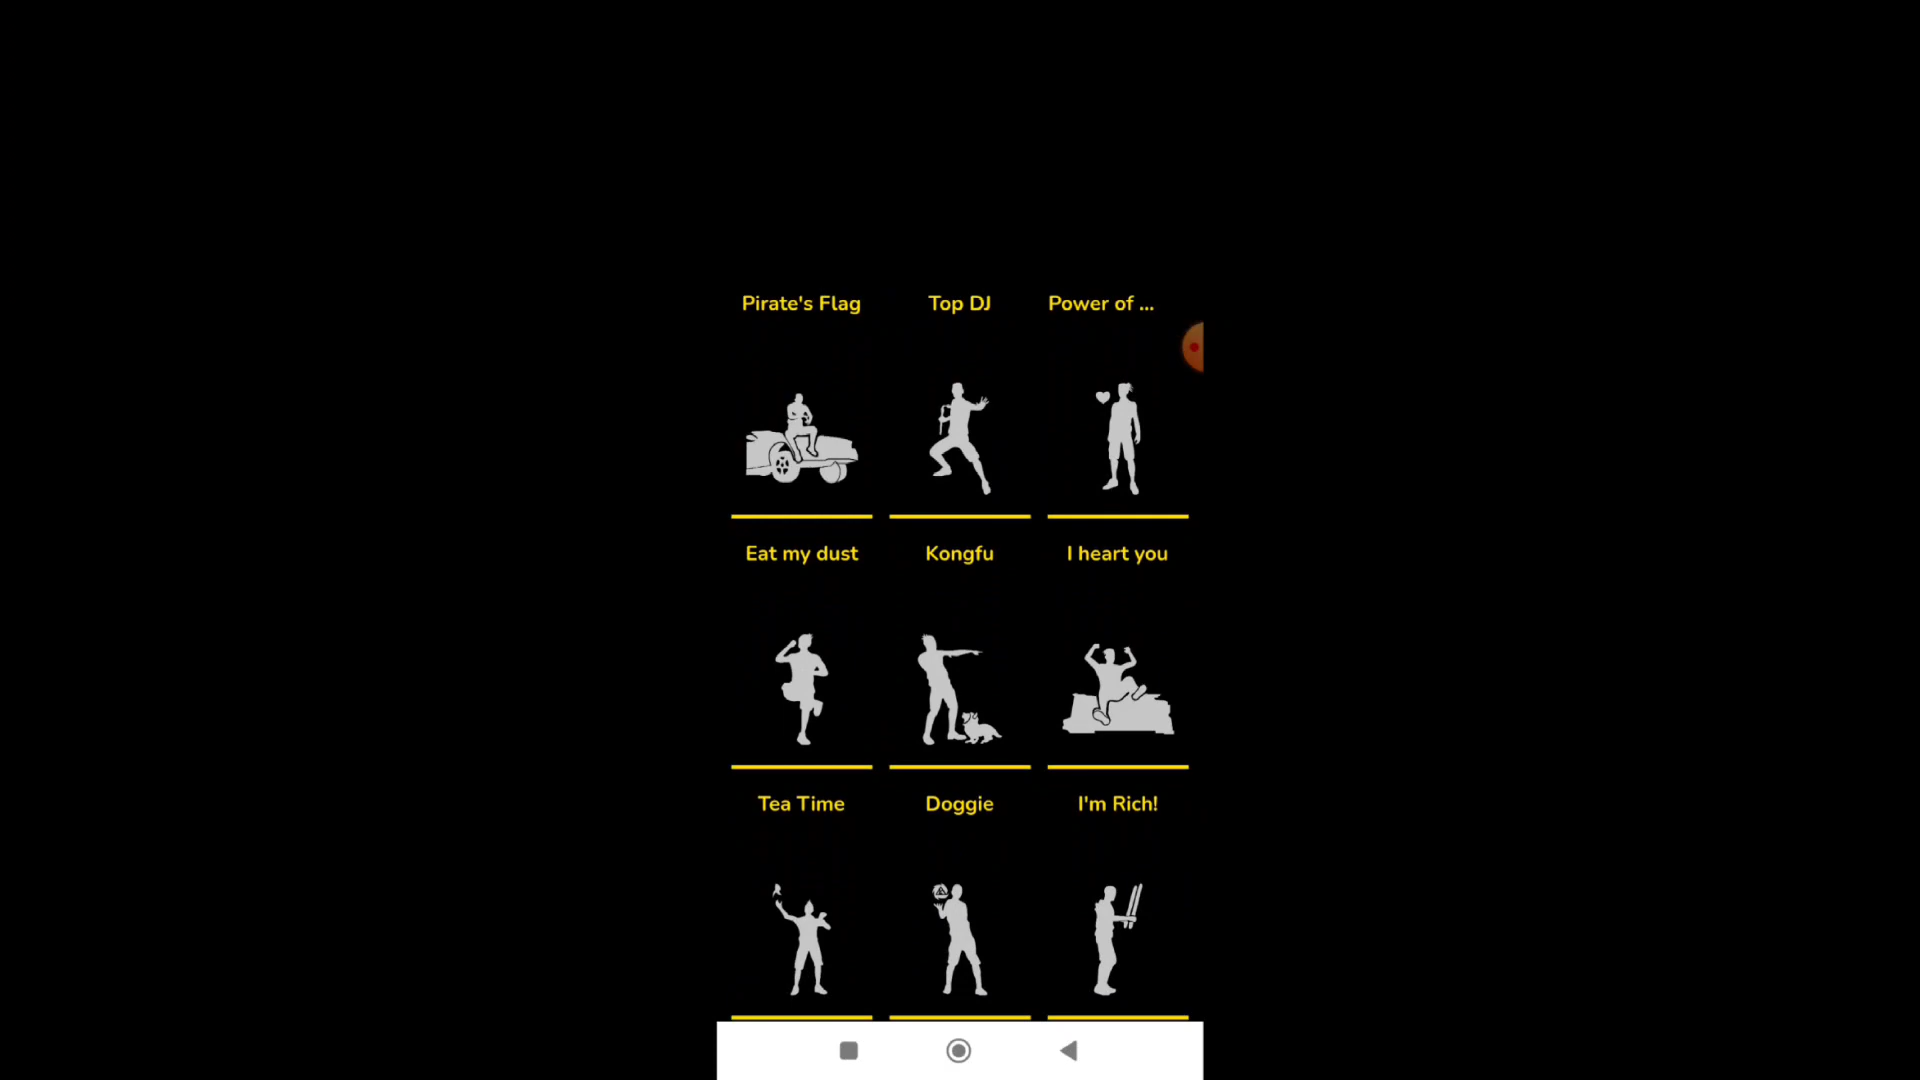 Pirate's Flag
Top DJ
Power of ...
Eat my dust
Kongfu
I heart you
Tea Time
Doggie
I'm Rich!